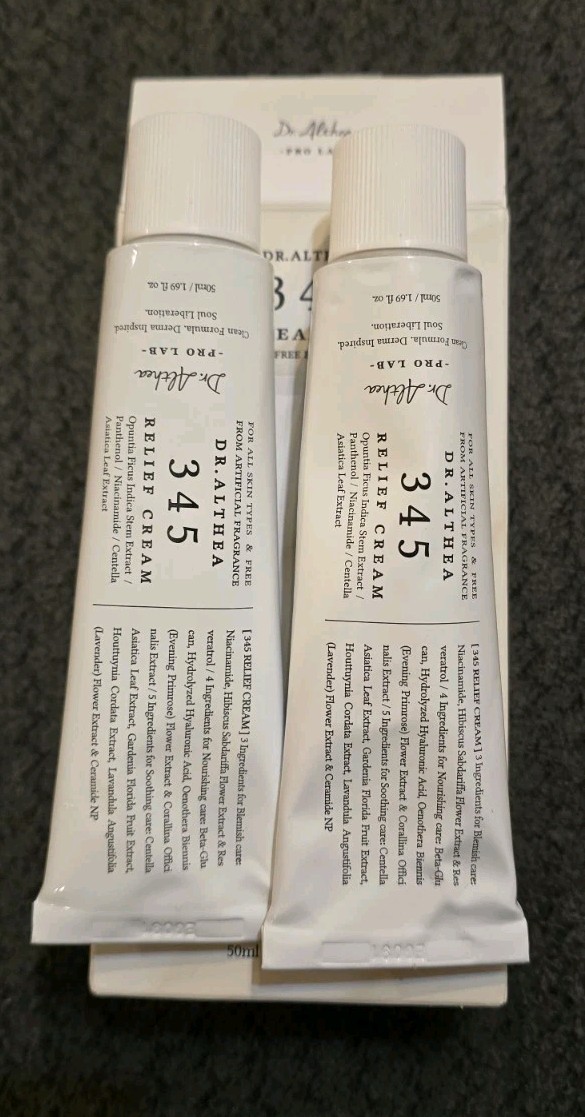 Dr. Althea
-PRO LA
DR.ALTH
3 4
EA
FREE
50ml
50ml / 1.69 fl oz.
Clean Formula. Derma Inspired.
Soul Liberation.
-PRO LAB-
Dr. Althea
FOR ALL SKIN TYPES & FREE
FROM ARTIFICIAL FRAGRANCE
DR.ALTHEA
345
RELIEF CREAM
Opuntia Ficus Indica Stem Extract /
Panthenol / Niacinamide / Centella
Asiatica Leaf Extract
[ 345 RELIEF CREAM ] 3 Ingredients for Blemish care:
Niacinamide, Hibiscus Sabdariffa Flower Extract & Res
veratrol / 4 Ingredients for Nourishing care: Beta-Glu
can, Hydrolyzed Hyaluronic Acid, Oenothera Biennis
(Evening Primrose) Flower Extract & Corallina Offici
nalis Extract / 5 Ingredients for Soothing care: Centella
Asiatica Leaf Extract, Gardenia Florida Fruit Extract,
Houttuynia Cordata Extract, Lavandula Angustifolia
(Lavender) Flower Extract & Ceramide NP
50ml / 1.69 fl oz.
Clean Formula. Derma Inspired.
Soul Liberation.
-PRO LAB-
Dr. Althea
FOR ALL SKIN TYPES & FREE
FROM ARTIFICIAL FRAGRANCE
DR.ALTHEA
345
RELIEF CREAM
Opuntia Ficus Indica Stem Extract /
Panthenol / Niacinamide / Centella
Asiatica Leaf Extract
[ 345 RELIEF CREAM ] 3 Ingredients for Blemish care:
Niacinamide, Hibiscus Sabdariffa Flower Extract & Res
veratrol / 4 Ingredients for Nourishing care: Beta-Glu
can, Hydrolyzed Hyaluronic Acid, Oenothera Biennis
(Evening Primrose) Flower Extract & Corallina Offici
nalis Extract / 5 Ingredients for Soothing care: Centella
Asiatica Leaf Extract, Gardenia Florida Fruit Extract,
Houttuynia Cordata Extract, Lavandula Angustifolia
(Lavender) Flower Extract & Ceramide NP